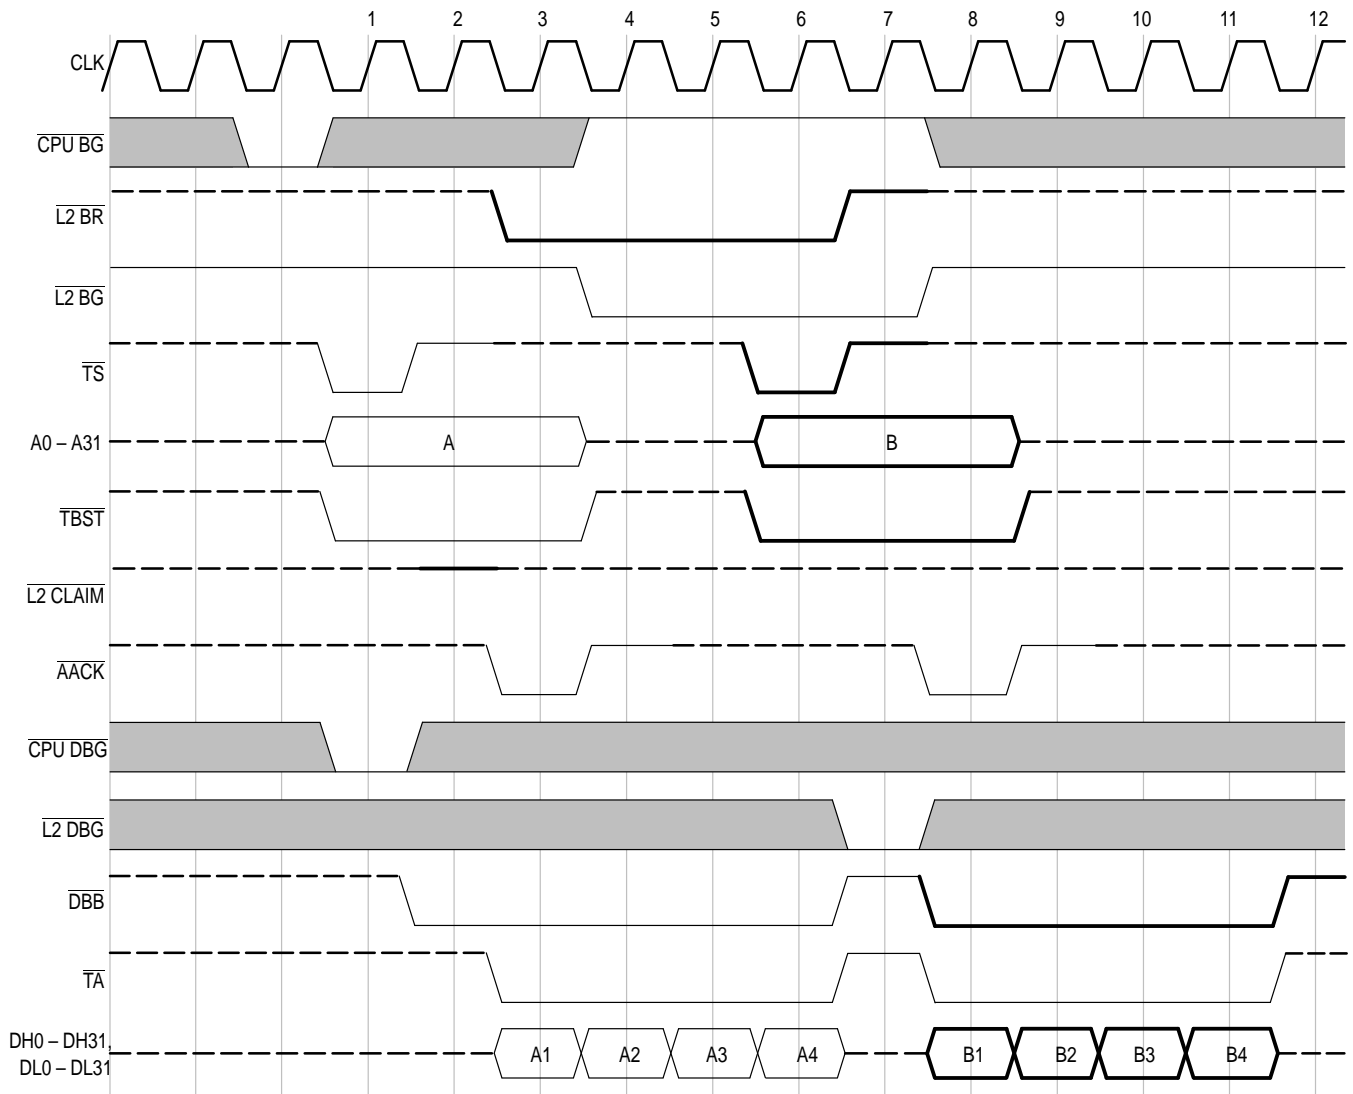 1 2 3 4 5 6 7 8 9 10 11 12
CLK
CPU BG
L2 BR
L2 BG
TS
A0 – A31 A B
TBST
L2 CLAIM
AACK
CPU DBG
L2 DBG
DBB
TA
DH0 – DH31,
DL0 – DL31
A1 A2 A3 A4 B1 B2 B3 B4